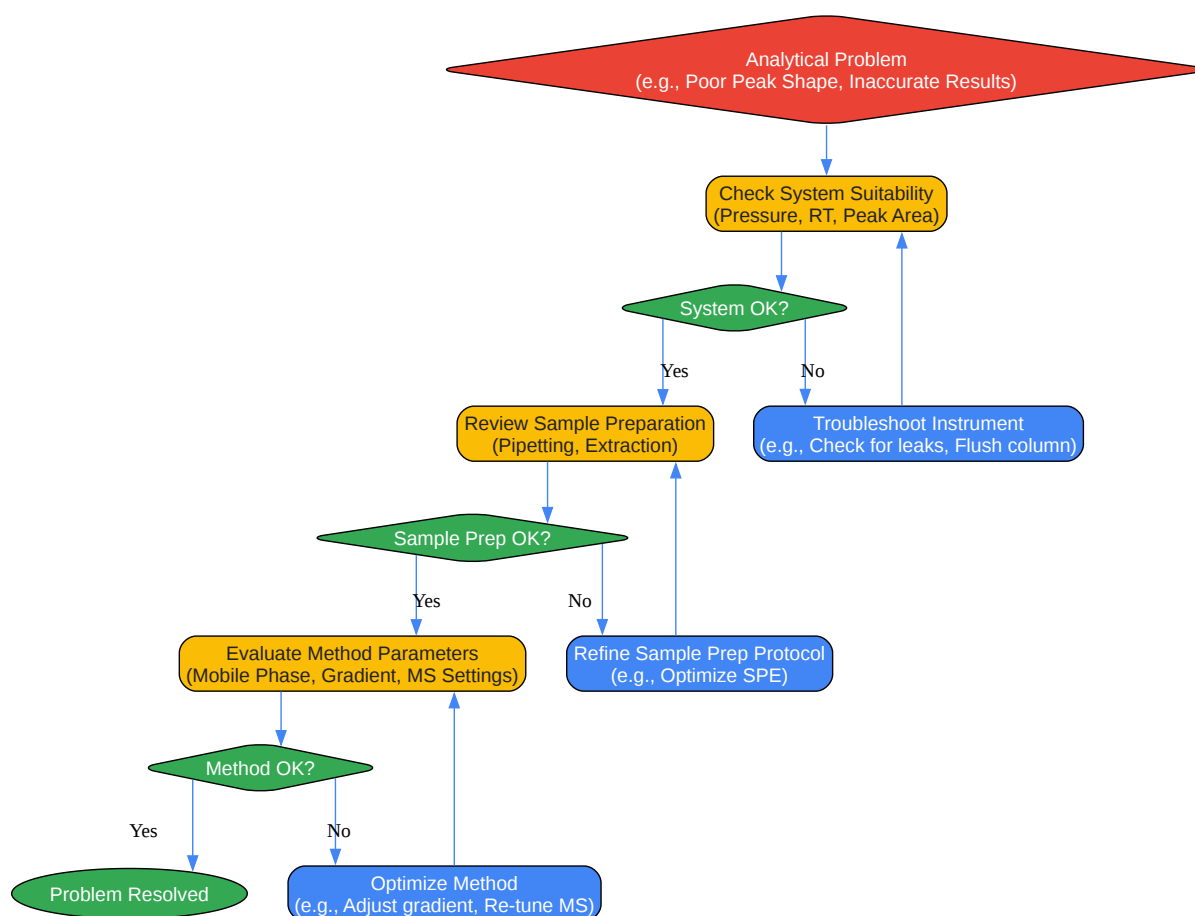 Analytical Problem
(e.g., Poor Peak Shape, Inaccurate Results)
Check System Suitability
(Pressure, RT, Peak Area)
System OK?
Yes
No
Review Sample Preparation
(Pipetting, Extraction)
Troubleshoot Instrument
(e.g., Check for leaks, Flush column)
Sample Prep OK?
Yes
No
Evaluate Method Parameters
(Mobile Phase, Gradient, MS Settings)
Refine Sample Prep Protocol
(e.g., Optimize SPE)
Method OK?
Yes
No
Problem Resolved
Optimize Method
(e.g., Adjust gradient, Re-tune MS)